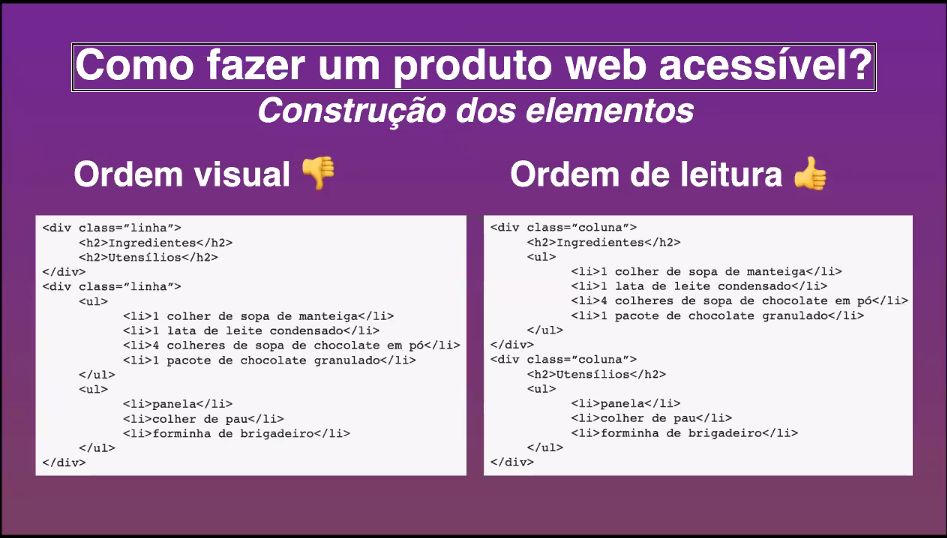 Como fazer um produto web acessível?
Construção dos elementos
Ordem visual 👎
<div class="linha">
<h2>Ingredientes</h2>
<h2>Utensílios</h2>
</div>
<div class="linha">
<ul>
<li>1 colher de sopa de manteiga</li>
<li>1 lata de leite condensado</li>
<li>4 colheres de sopa de chocolate em pó</li>
<li>1 pacote de chocolate granulado</li>
</ul>
<ul>
<li>panela</li>
<li>colher de pau</li>
<li>forminha de brigadeiro</li>
</ul>
</div>
Ordem de leitura 👍
<div class="coluna">
<h2>Ingredientes</h2>
<ul>
<li>1 colher de sopa de manteiga</li>
<li>1 lata de leite condensado</li>
<li>4 colheres de sopa de chocolate em pó</li>
<li>1 pacote de chocolate granulado</li>
</ul>
</div>
<div class="coluna">
<h2>Utensílios</h2>
<ul>
<li>panela</li>
<li>colher de pau</li>
<li>forminha de brigadeiro</li>
</ul>
</div>